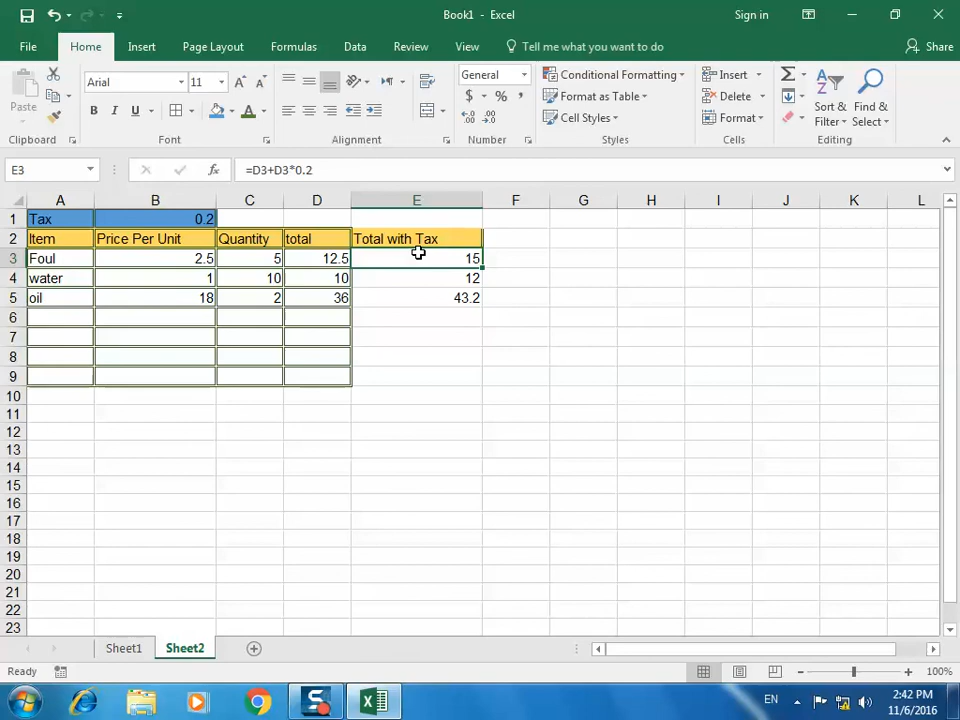 Book1 - Excel
Sign in
File Home Insert Page Layout Formulas Data Review View Tell me what you want to do Share
Paste
Arial 11
B I U
General
$ % ,
Conditional Formatting
Format as Table
Cell Styles
Insert
Delete
Format
Sort & Filter
Find & Select
Clipboard Font Alignment Number Styles Cells Editing
E3 fx =D3+D3*0.2
A B C D E F G H I J K L
1 Tax 0.2
2 Item Price Per Unit Quantity total Total with Tax
3 Foul 2.5 5 12.5 15
4 water 1 10 10 12
5 oil 18 2 36 43.2
6
7
8
9
10
11
12
13
14
15
16
17
18
19
20
21
22
23
Sheet1 Sheet2
Ready 100%
EN 2:42 PM
11/6/2016